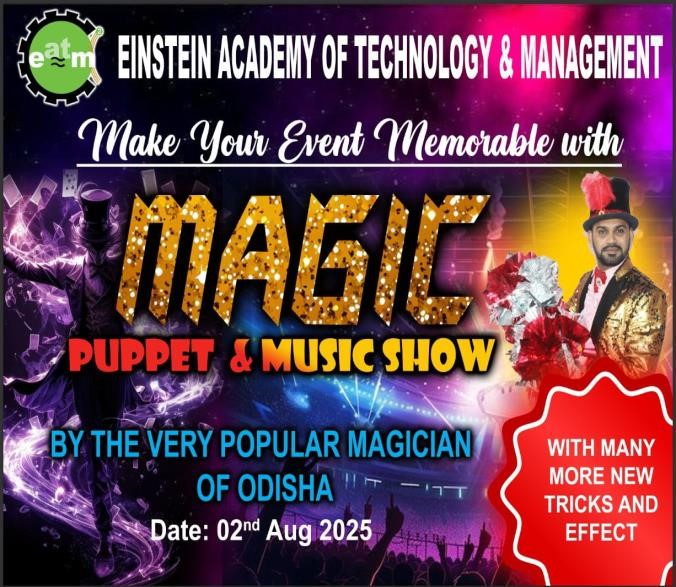 eatm
EINSTEIN ACADEMY OF TECHNOLOGY & MANAGEMENT
Make Your Event Memorable with
MAGIC
PUPPET & MUSIC SHOW
BY THE VERY POPULAR MAGICIAN
OF ODISHA
Date: 02nd Aug 2025
WITH MANY
MORE NEW
TRICKS AND
EFFECT